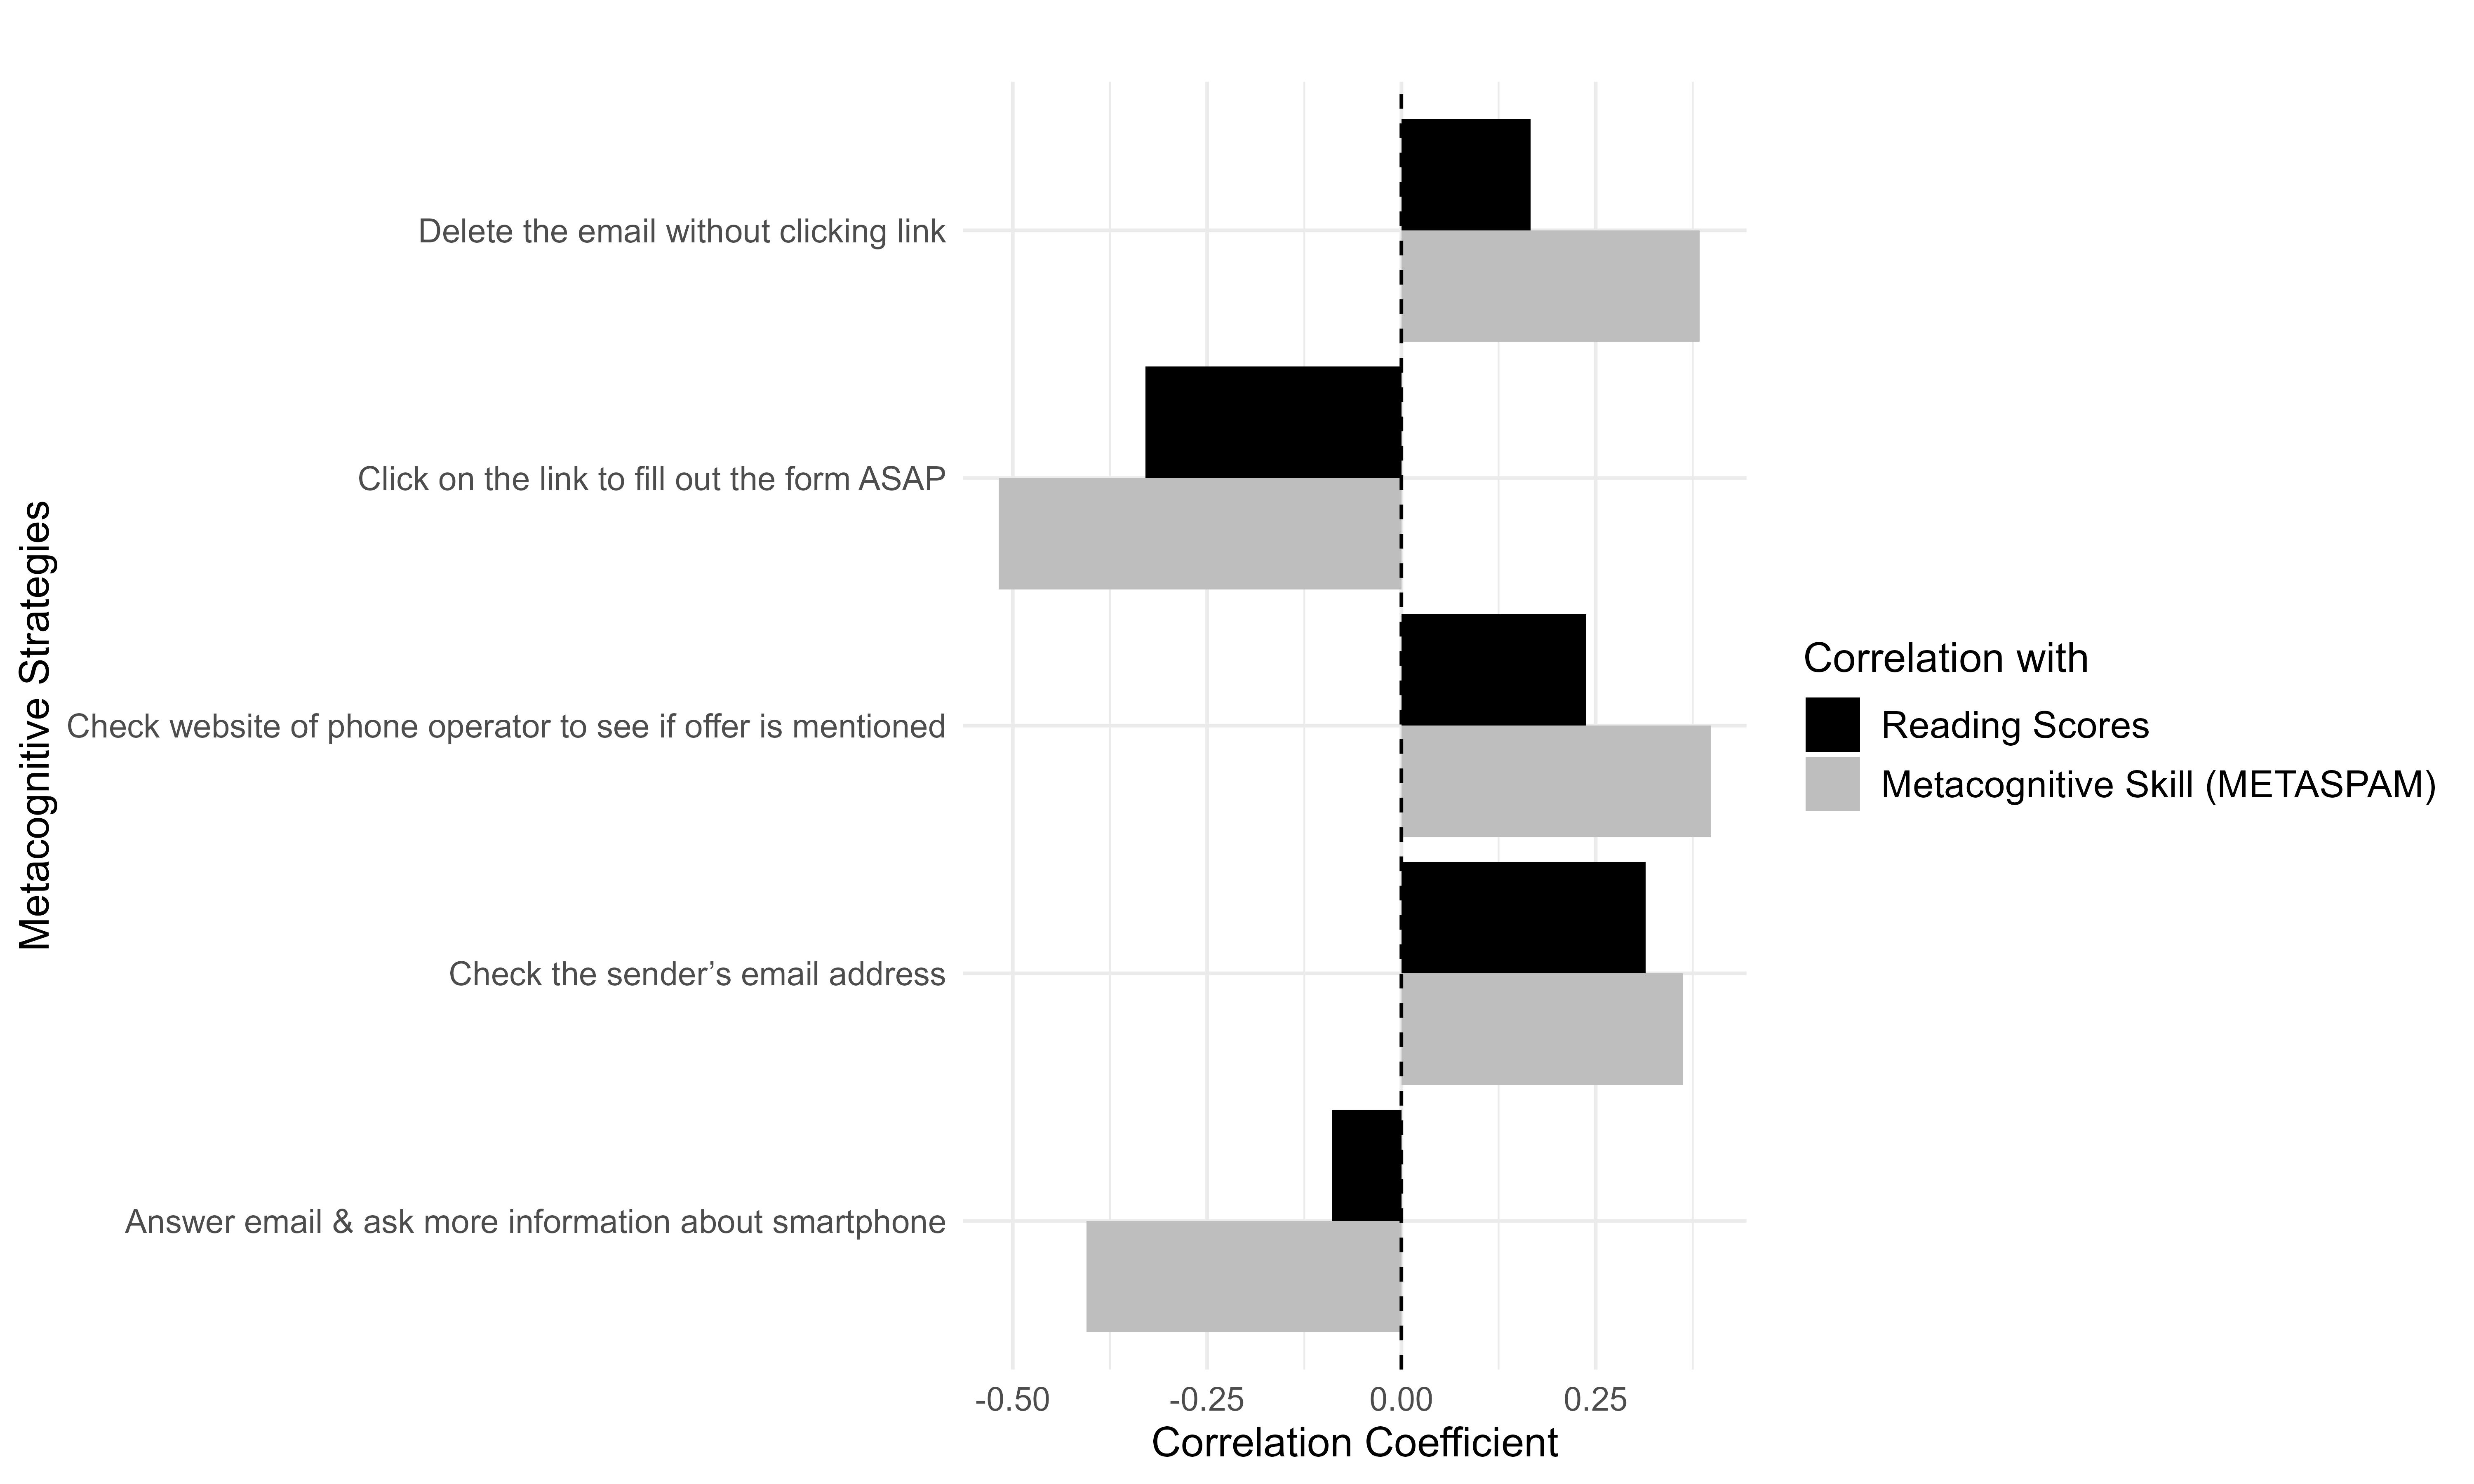 Metacognitive Strategies
Delete the email without clicking link
Click on the link to fill out the form ASAP
Check website of phone operator to see if offer is mentioned
Check the sender’s email address
Answer email & ask more information about smartphone
-0.50 -0.25 0.00 0.25
Correlation Coefficient
Correlation with
Reading Scores
Metacognitive Skill (METASPAM)